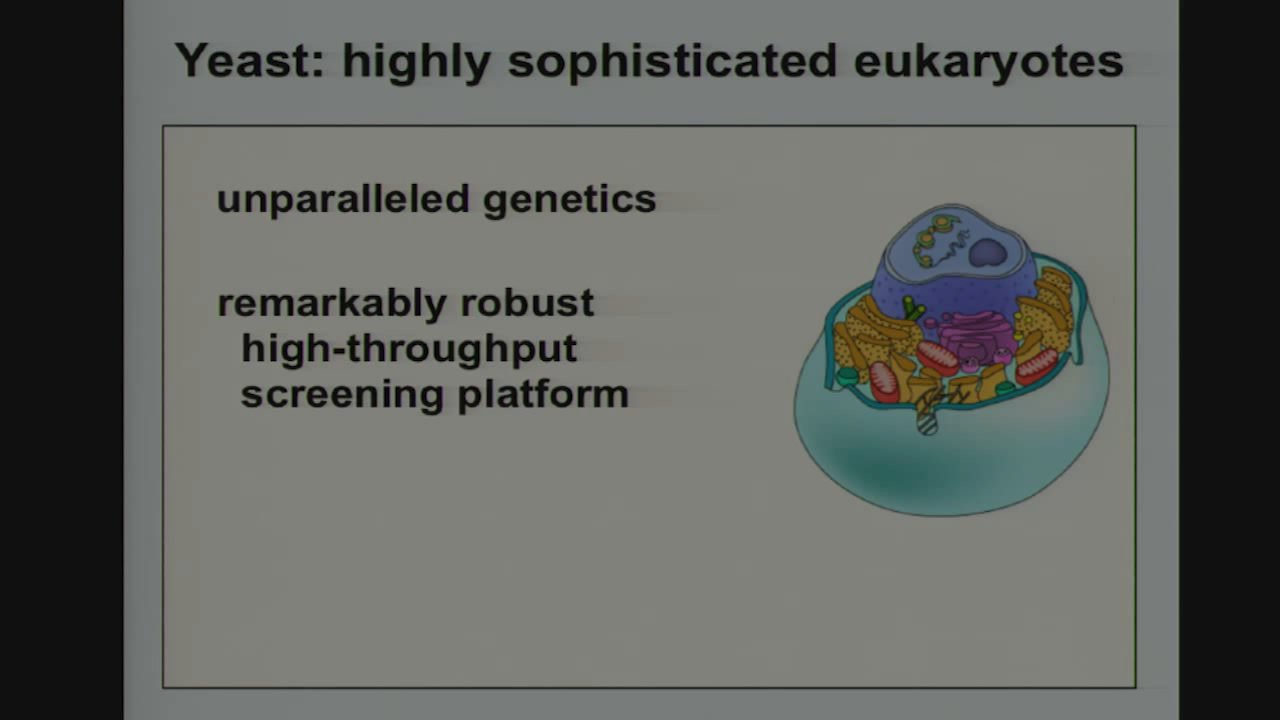 Yeast: highly sophisticated eukaryotes
unparalleled genetics
remarkably robust
high-throughput
screening platform